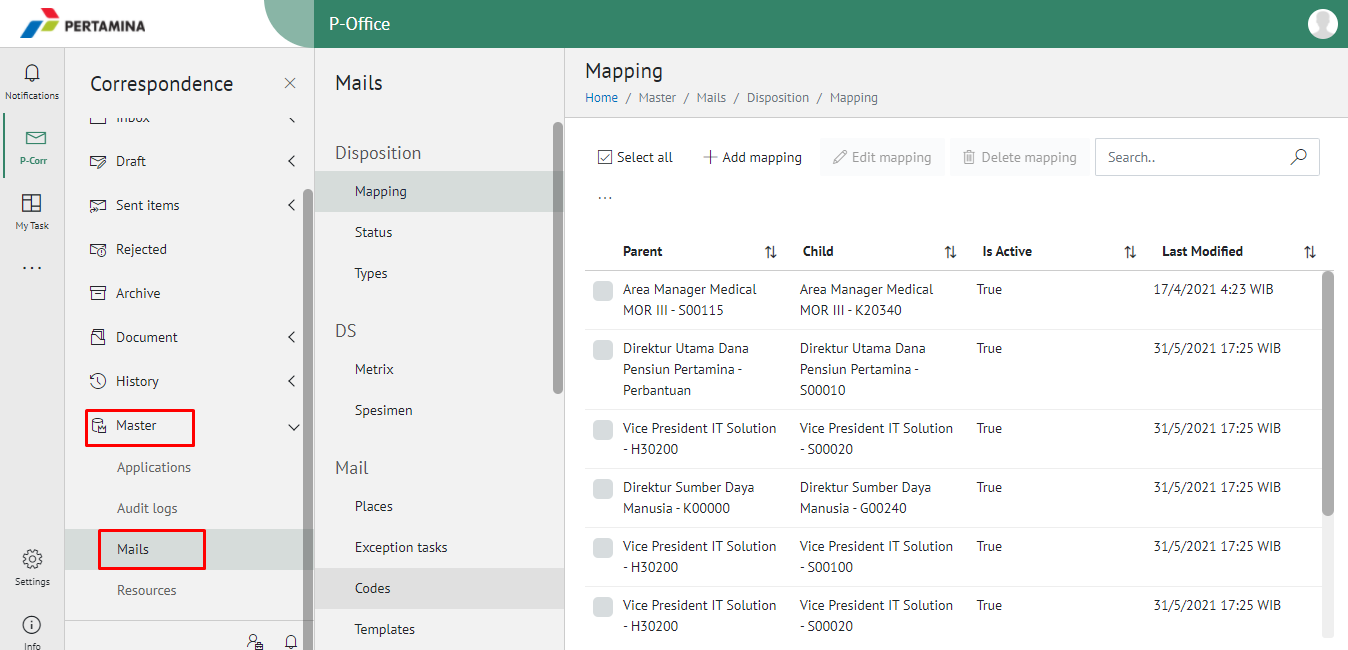 PERTAMINA
P-Office
Notifications
P-Corr
My Task
...
Settings
Info
Correspondence
Inbox
Draft
Sent items
Rejected
Archive
Document
History
Master
Applications
Audit logs
Mails
Resources
Mails
Disposition
Mapping
Status
Types
DS
Metrix
Spesimen
Mail
Places
Exception tasks
Codes
Templates
Mapping
Home / Master / Mails / Disposition / Mapping
Select all Add mapping Edit mapping Delete mapping Search..
...
Parent Child Is Active Last Modified
Area Manager Medical Area Manager Medical True 17/4/2021 4:23 WIB
MOR III - S00115 MOR III - K20340
Direktur Utama Dana Direktur Utama Dana True 31/5/2021 17:25 WIB
Pensiun Pertamina - Pensiun Pertamina -
Perbantuan S00010
Vice President IT Solution Vice President IT Solution True 31/5/2021 17:25 WIB
- H30200 - S00020
Direktur Sumber Daya Direktur Sumber Daya True 31/5/2021 17:25 WIB
Manusia - K00000 Manusia - G00240
Vice President IT Solution Vice President IT Solution True 31/5/2021 17:25 WIB
- H30200 - S00100
Vice President IT Solution Vice President IT Solution True 31/5/2021 17:25 WIB
- H30200 - S00020